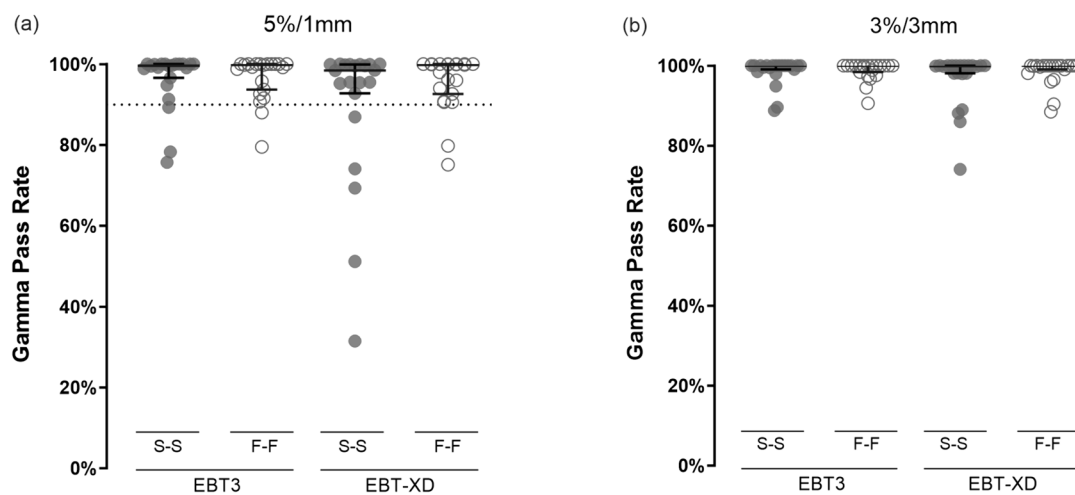 (a)
5%/1mm
Gamma Pass Rate
100%
80%
60%
40%
20%
0%
S-S
F-F
S-S
F-F
EBT3
EBT-XD
(b)
3%/3mm
Gamma Pass Rate
100%
80%
60%
40%
20%
0%
S-S
F-F
S-S
F-F
EBT3
EBT-XD